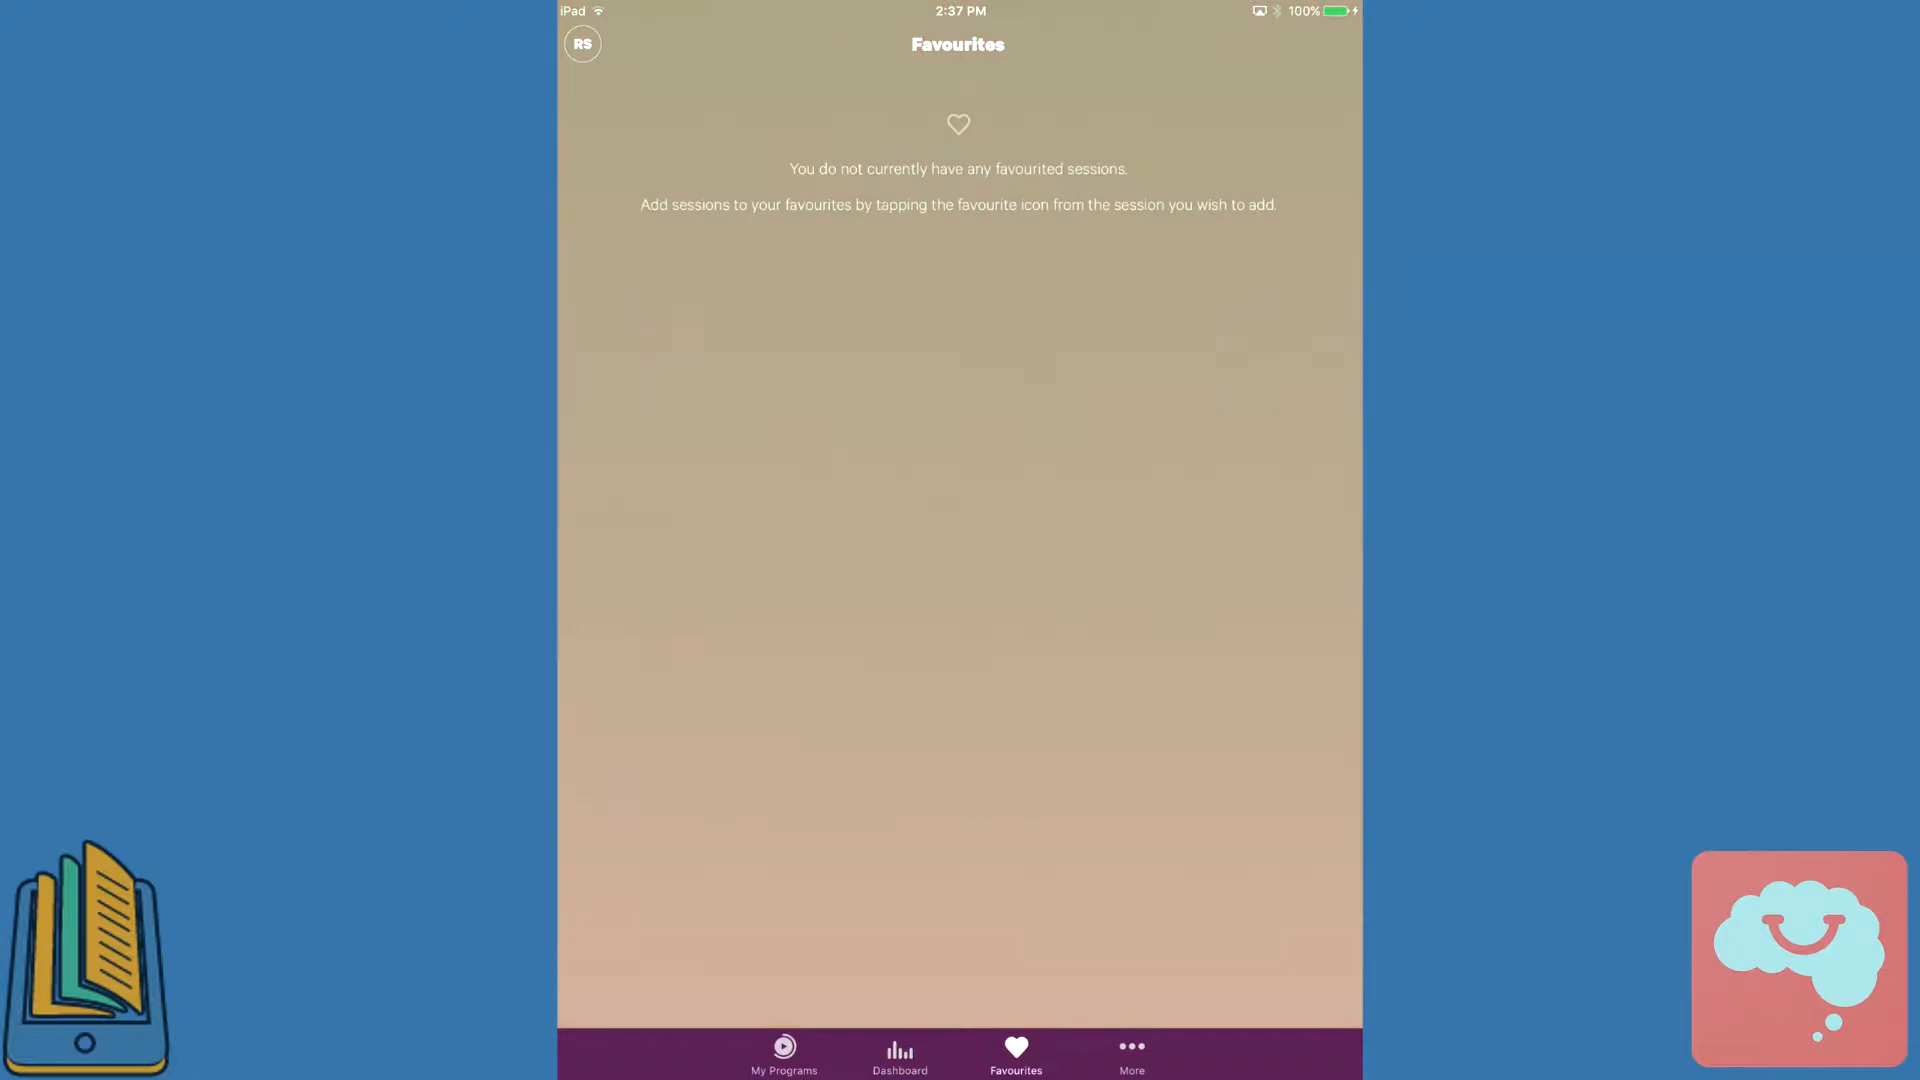 iPad 2:37 PM 100%
RS Favourites
You do not currently have any favourited sessions.
Add sessions to your favourites by tapping the favourite icon from the session you wish to add.
My Programs Dashboard Favourites More